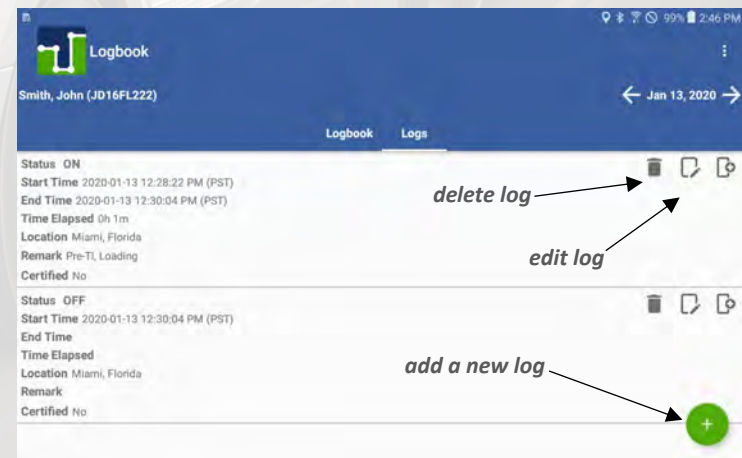 99% 2:46 PM
Logbook
Smith, John (JD16FL222)
Jan 13, 2020
Logbook Logs
Status ON
Start Time 2020-01-13 12:28:22 PM (PST)
End Time 2020-01-13 12:30:04 PM (PST)
Time Elapsed 0h 1m
Location Miami, Florida
Remark Pre-TI, Loading
Certified No
delete log
edit log
Status OFF
Start Time 2020-01-13 12:30:04 PM (PST)
End Time
Time Elapsed
Location Miami, Florida
Remark
Certified No
add a new log